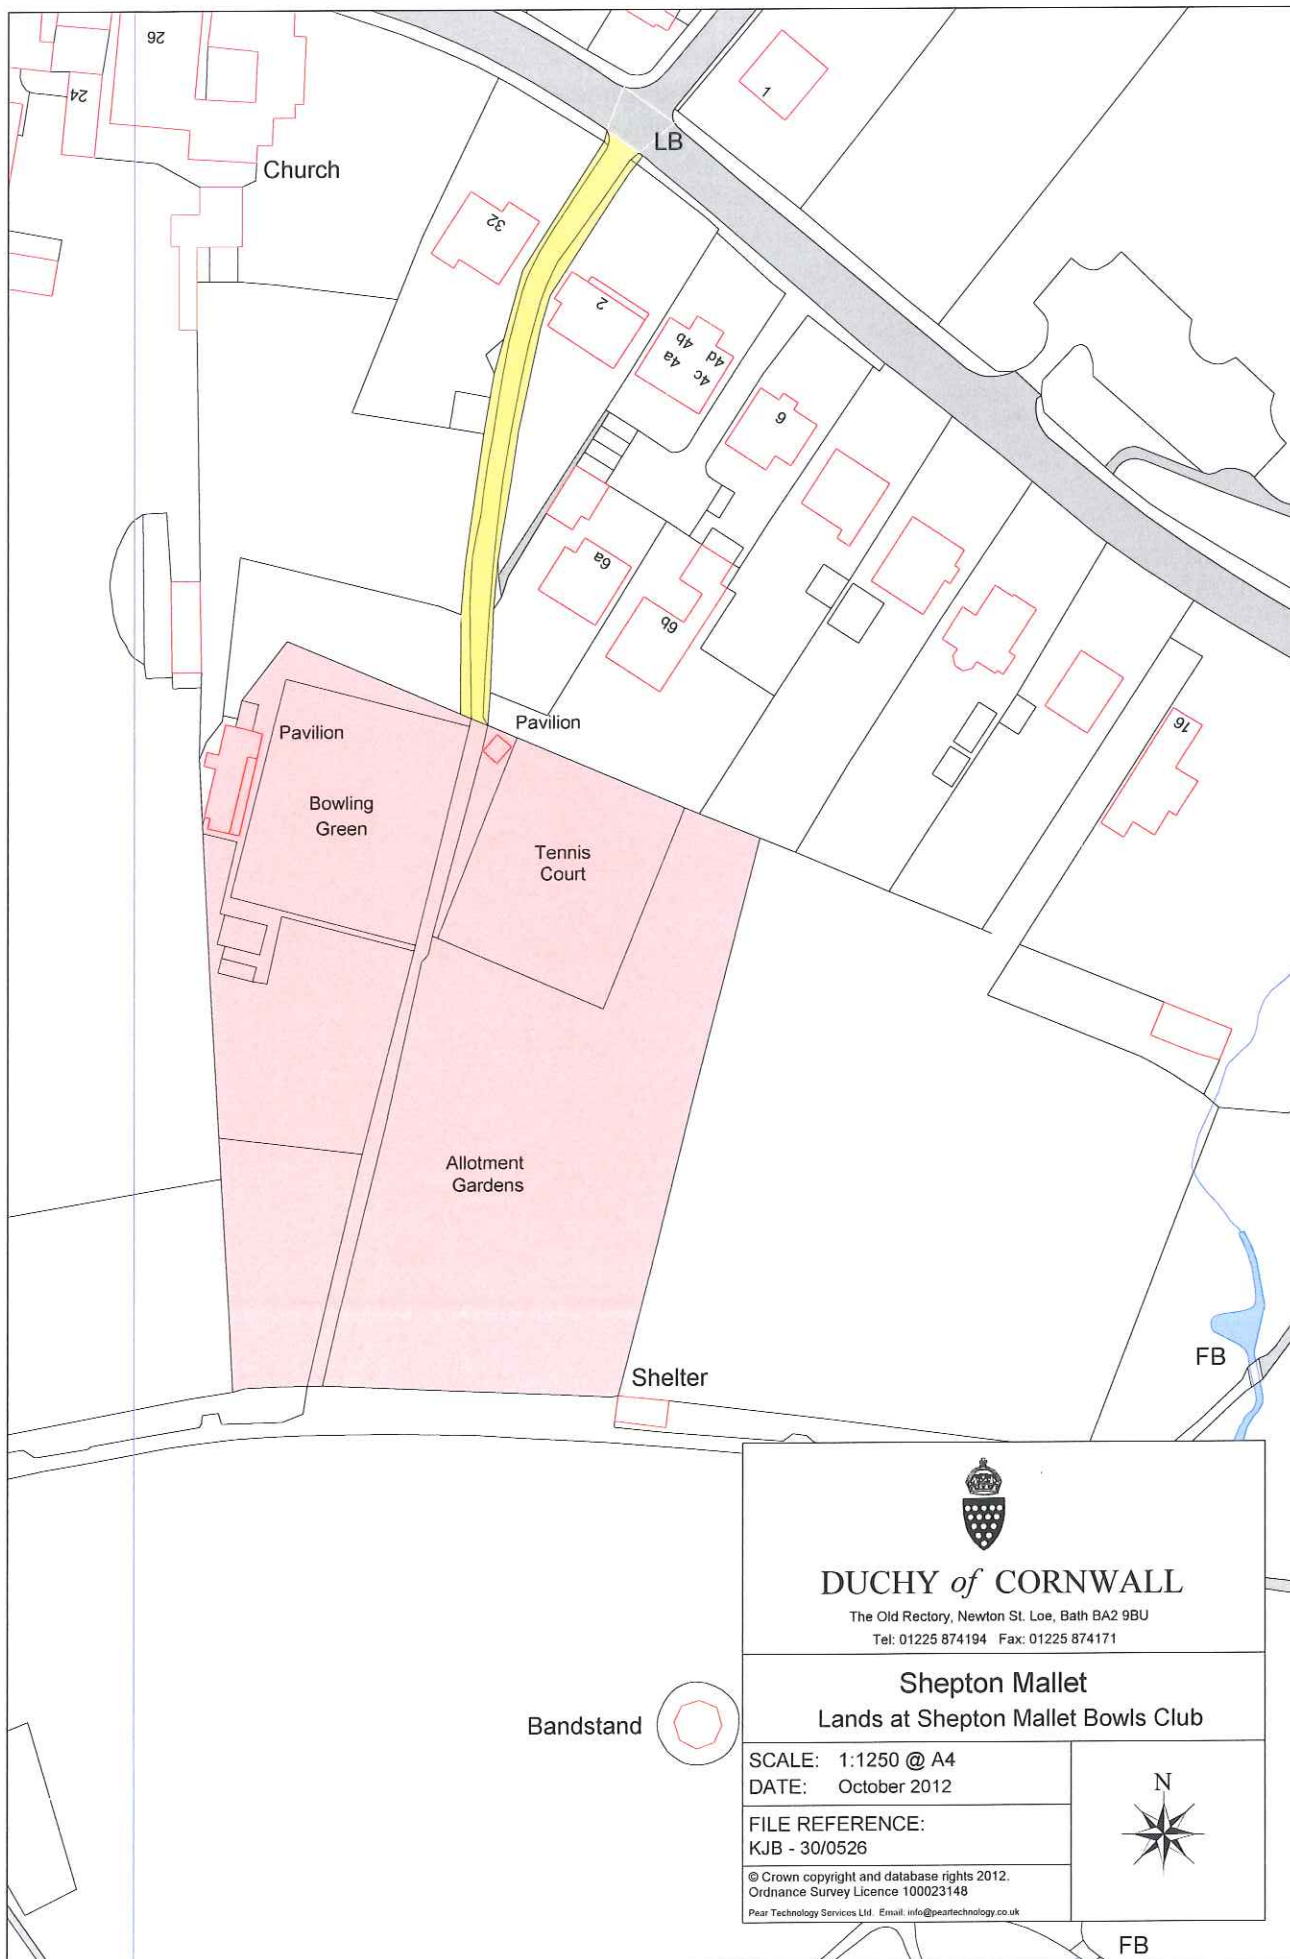 26
24
Church
1
LB
32
2
4a 4b
4c 4d
6
6a
6b
16
Pavilion
Pavilion
Bowling
Green
Tennis
Court
Allotment
Gardens
Shelter
FB
DUCHY of CORNWALL
The Old Rectory, Newton St. Loe, Bath BA2 9BU
Tel: 01225 874194 Fax: 01225 874171
Shepton Mallet
Lands at Shepton Mallet Bowls Club
Bandstand
SCALE: 1:1250 @ A4
DATE: October 2012
N
FILE REFERENCE:
KJB - 30/0526
© Crown copyright and database rights 2012.
Ordnance Survey Licence 100023148
Pear Technology Services Ltd. Email: info@peartechnology.co.uk
FB